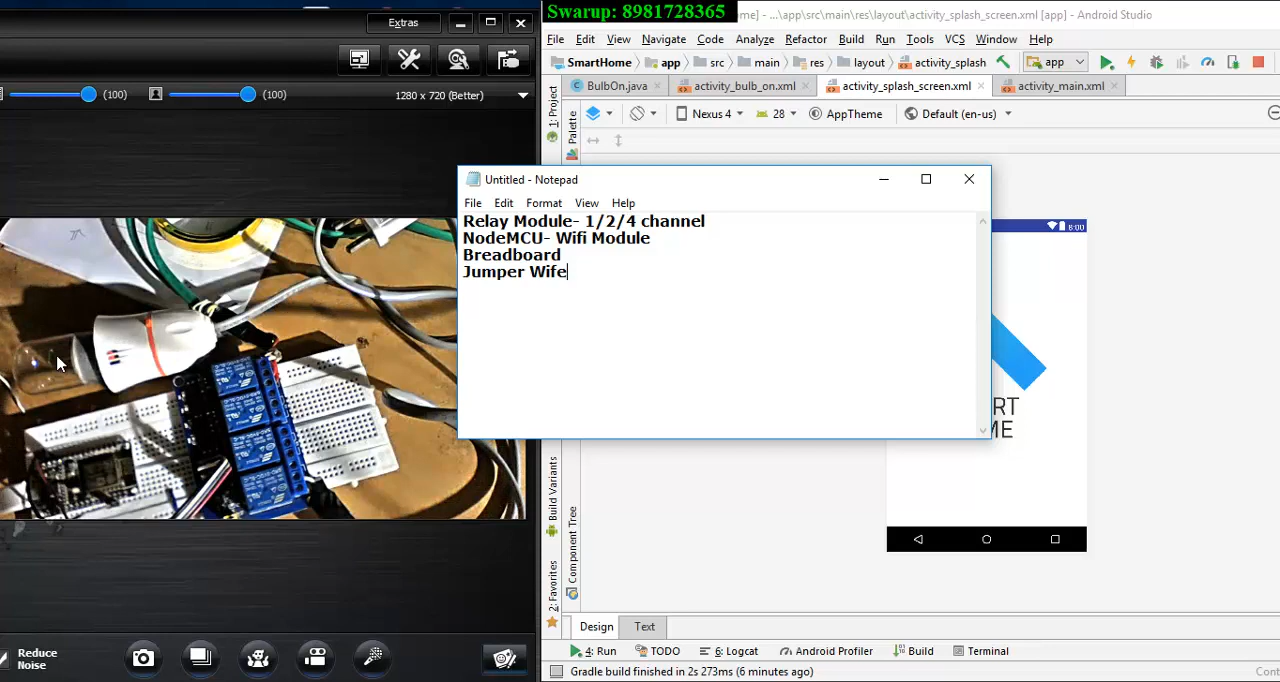 Extras
(100)
(100)
1280 x 720 (Better)
Swarup: 8981728365
ome] - ...\app\src\main\res\layout\activity_splash_screen.xml [app] - Android Studio
File Edit View Navigate Code Analyze Refactor Build Run Tools VCS Window Help
SmartHome app src main res layout activity_splash app
BulbOn.java activity_bulb_on.xml activity_splash_screen.xml activity_main.xml
1: Project
Palette
Nexus 4 28 AppTheme Default (en-us)
Untitled - Notepad
File Edit Format View Help
Relay Module- 1/2/4 channel
NodeMCU- Wifi Module
Breadboard
Jumper Wife
8:00
RT
ME
Build Variants
2: Favorites
Component Tree
Design Text
4: Run TODO 6: Logcat Android Profiler Build Terminal
Gradle build finished in 2s 273ms (6 minutes ago)
Cont
Reduce
Noise